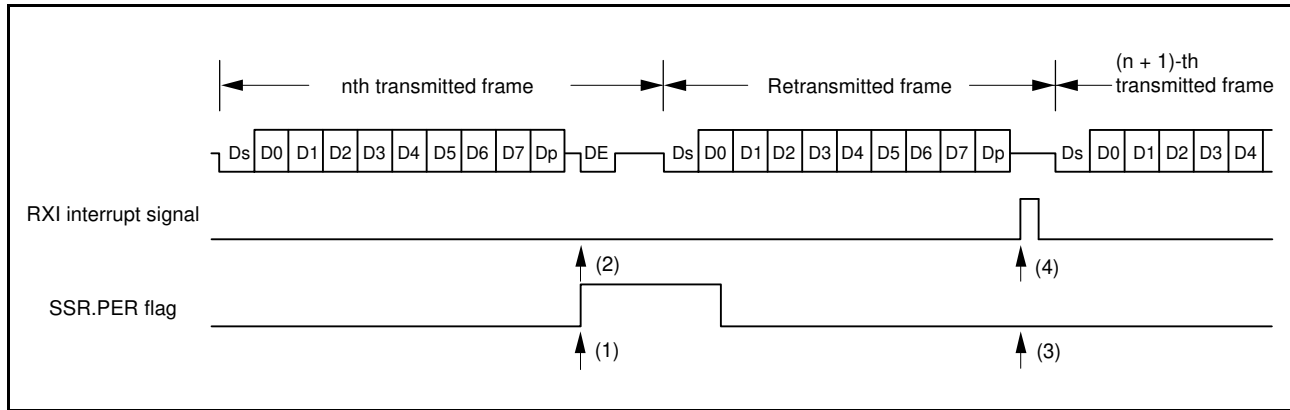 nth transmitted frame
Retransmitted frame
(n + 1)-th
transmitted frame
Ds D0 D1 D2 D3 D4 D5 D6 D7 Dp DE Ds D0 D1 D2 D3 D4 D5 D6 D7 Dp Ds D0 D1 D2 D3 D4
RXI interrupt signal
(2) (4)
SSR.PER flag
(1) (3)